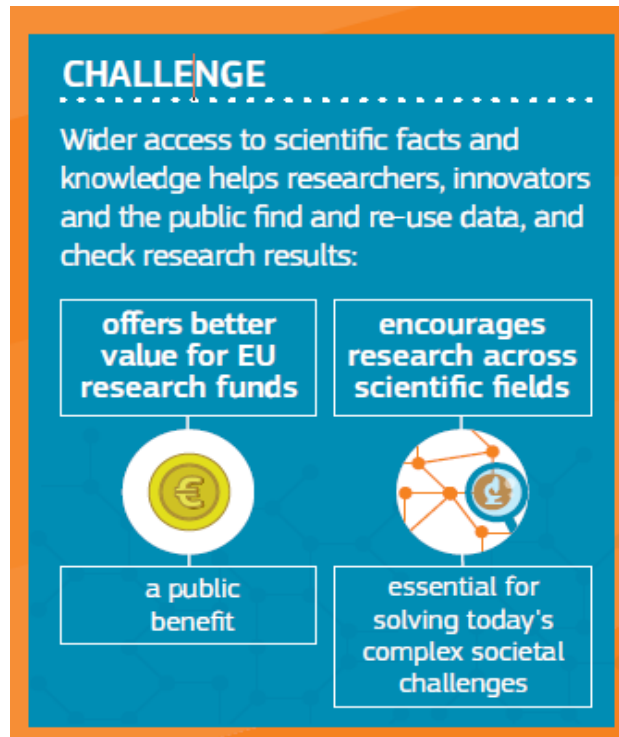 CHALLENGE
Wider access to scientific facts and
knowledge helps researchers, innovators
and the public find and re-use data, and
check research results:
offers better
value for EU
research funds
€
a public
benefit
encourages
research across
scientific fields
essential for
solving today's
complex societal
challenges